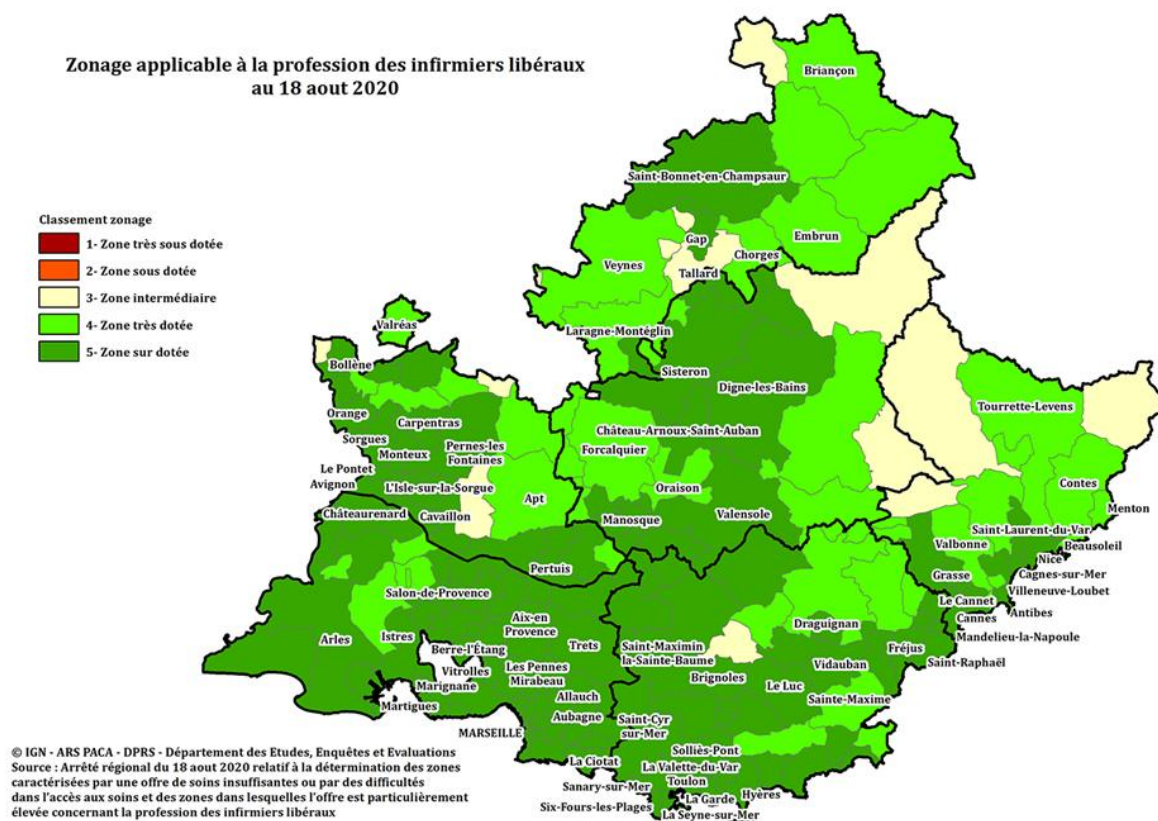 Zonage applicable à la profession des infirmiers libéraux
au 18 aout 2020
Classement zonage
1- Zone très sous dotée
2- Zone sous dotée
3- Zone intermédiaire
4- Zone très dotée
5- Zone sur dotée
Briançon
Saint-Bonnet-en-Champsaur
Gap
Embrun
Chorges
Veynes
Tallard
Valréas
Laragne-Montéglin
Bollène
Sisteron
Digne-les-Bains
Tourrette-Levens
Orange
Carpentras
Château-Arnoux-Saint-Auban
Sorgues
Monteux
Pernes-les
Fontaines
Forcalquier
Le Pontet
Avignon
L'Isle-sur-la-Sorgue
Apt
Oraison
Contes
Châteaurenard
Cavaillon
Manosque
Valensole
Menton
Saint-Laurent-du-Var
Valbonne
Beausoleil
Nice
Pertuis
Grasse
Cagnes-sur-Mer
Villeneuve-Loubet
Salon-de-Provence
Le Cannet
Antibes
Cannes
Aix-en
Provence
Draguignan
Mandelieu-la-Napoule
Arles
Istres
Trets
Saint-Maximin
la-Sainte-Baume
Fréjus
Berre-l'Étang
Saint-Raphaël
Vitrolles
Les Pennes
Mirabeau
Brignoles
Vidauban
Marignane
Le Luc
Allauch
Sainte-Maxime
Martigues
Aubagne
Saint-Cyr
sur-Mer
MARSEILLE
Solliès-Pont
La Ciotat
La Valette-du-Var
Sanary-sur-Mer
Toulon
Hyères
La Garde
Six-Fours-les-Plages
La Seyne-sur-Mer
© IGN - ARS PACA - DPRS - Département des Etudes, Enquêtes et Evaluations
Source : Arrêté régional du 18 aout 2020 relatif à la détermination des zones
caractérisées par une offre de soins insuffisantes ou par des difficultés
dans l'accès aux soins et des zones dans lesquelles l'offre est particulièrement
élevée concernant la profession des infirmiers libéraux